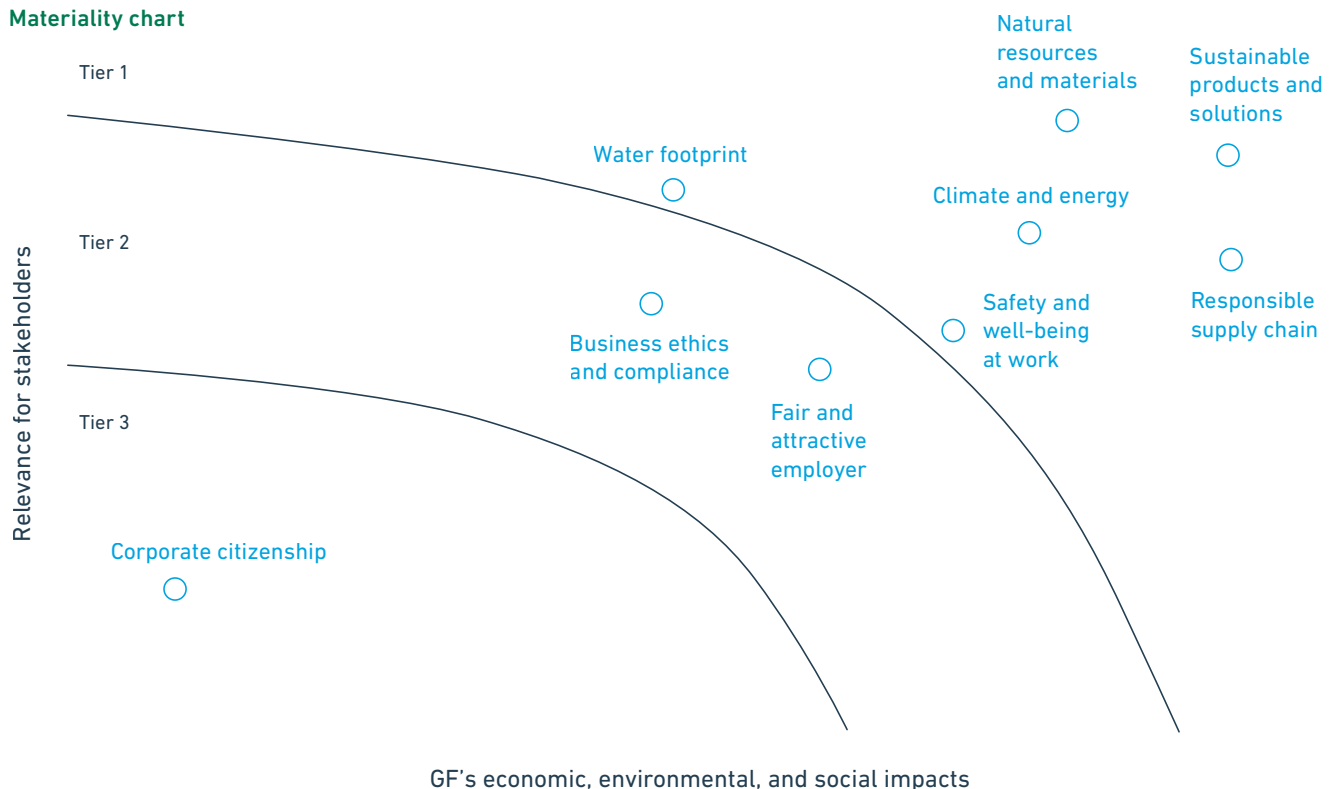 Materiality chart
Tier 1
Natural
resources
and materials
Sustainable
products and
solutions
Water footprint
Climate and energy
Tier 2
Relevance for stakeholders
Business ethics
and compliance
Safety and
well-being
at work
Responsible
supply chain
Tier 3
Fair and
attractive
employer
Corporate citizenship
GF's economic, environmental, and social impacts